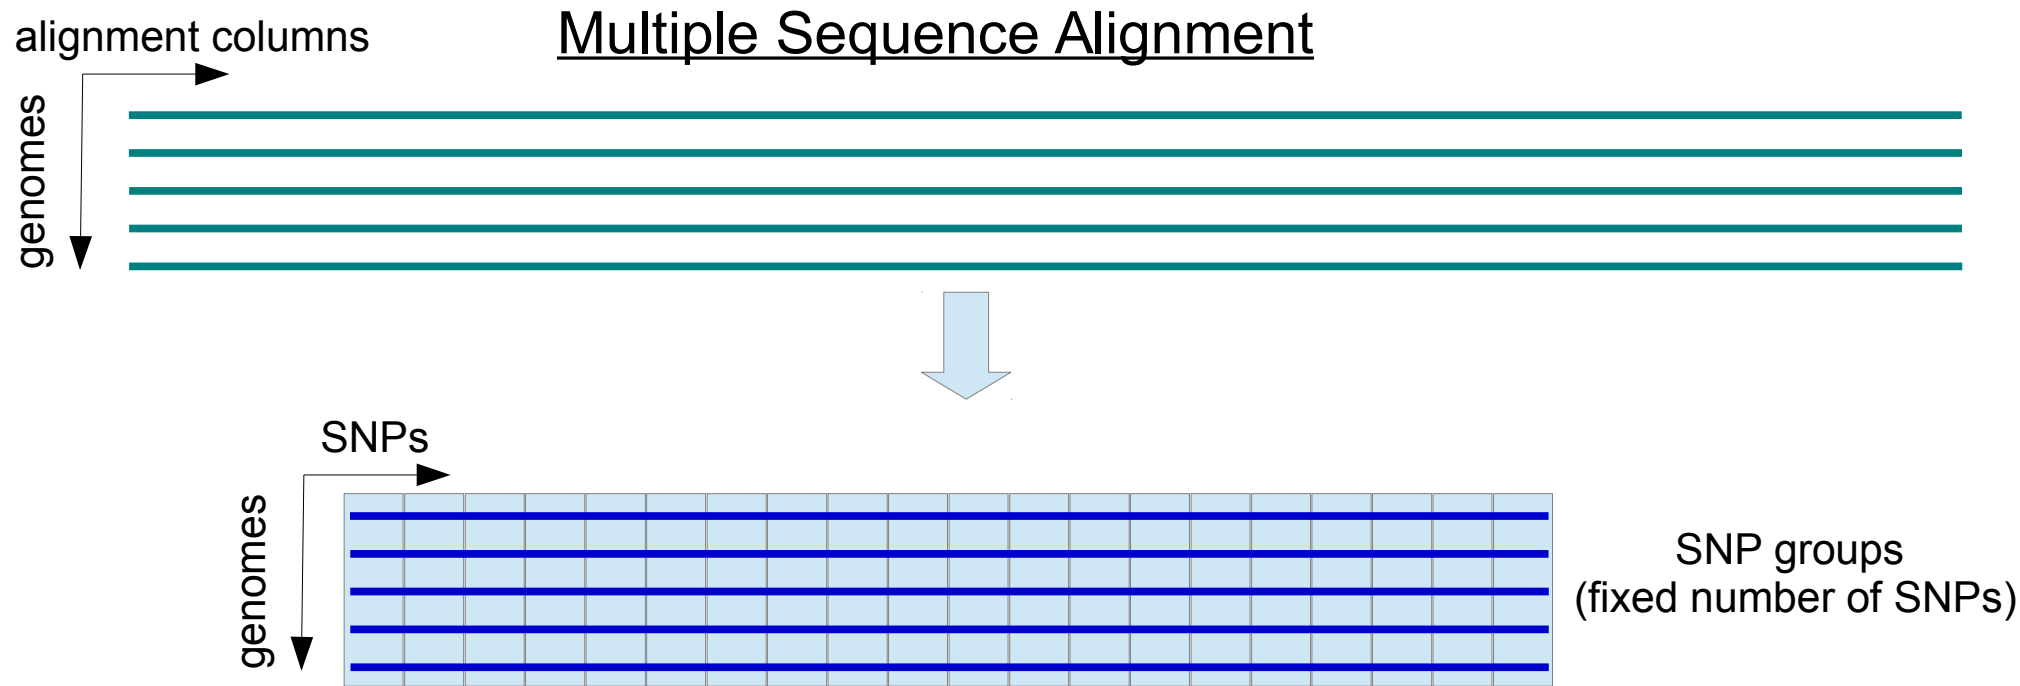 Multiple Sequence Alignment
alignment columns
genomes
SNPs
genomes
SNP groups
(fixed number of SNPs)